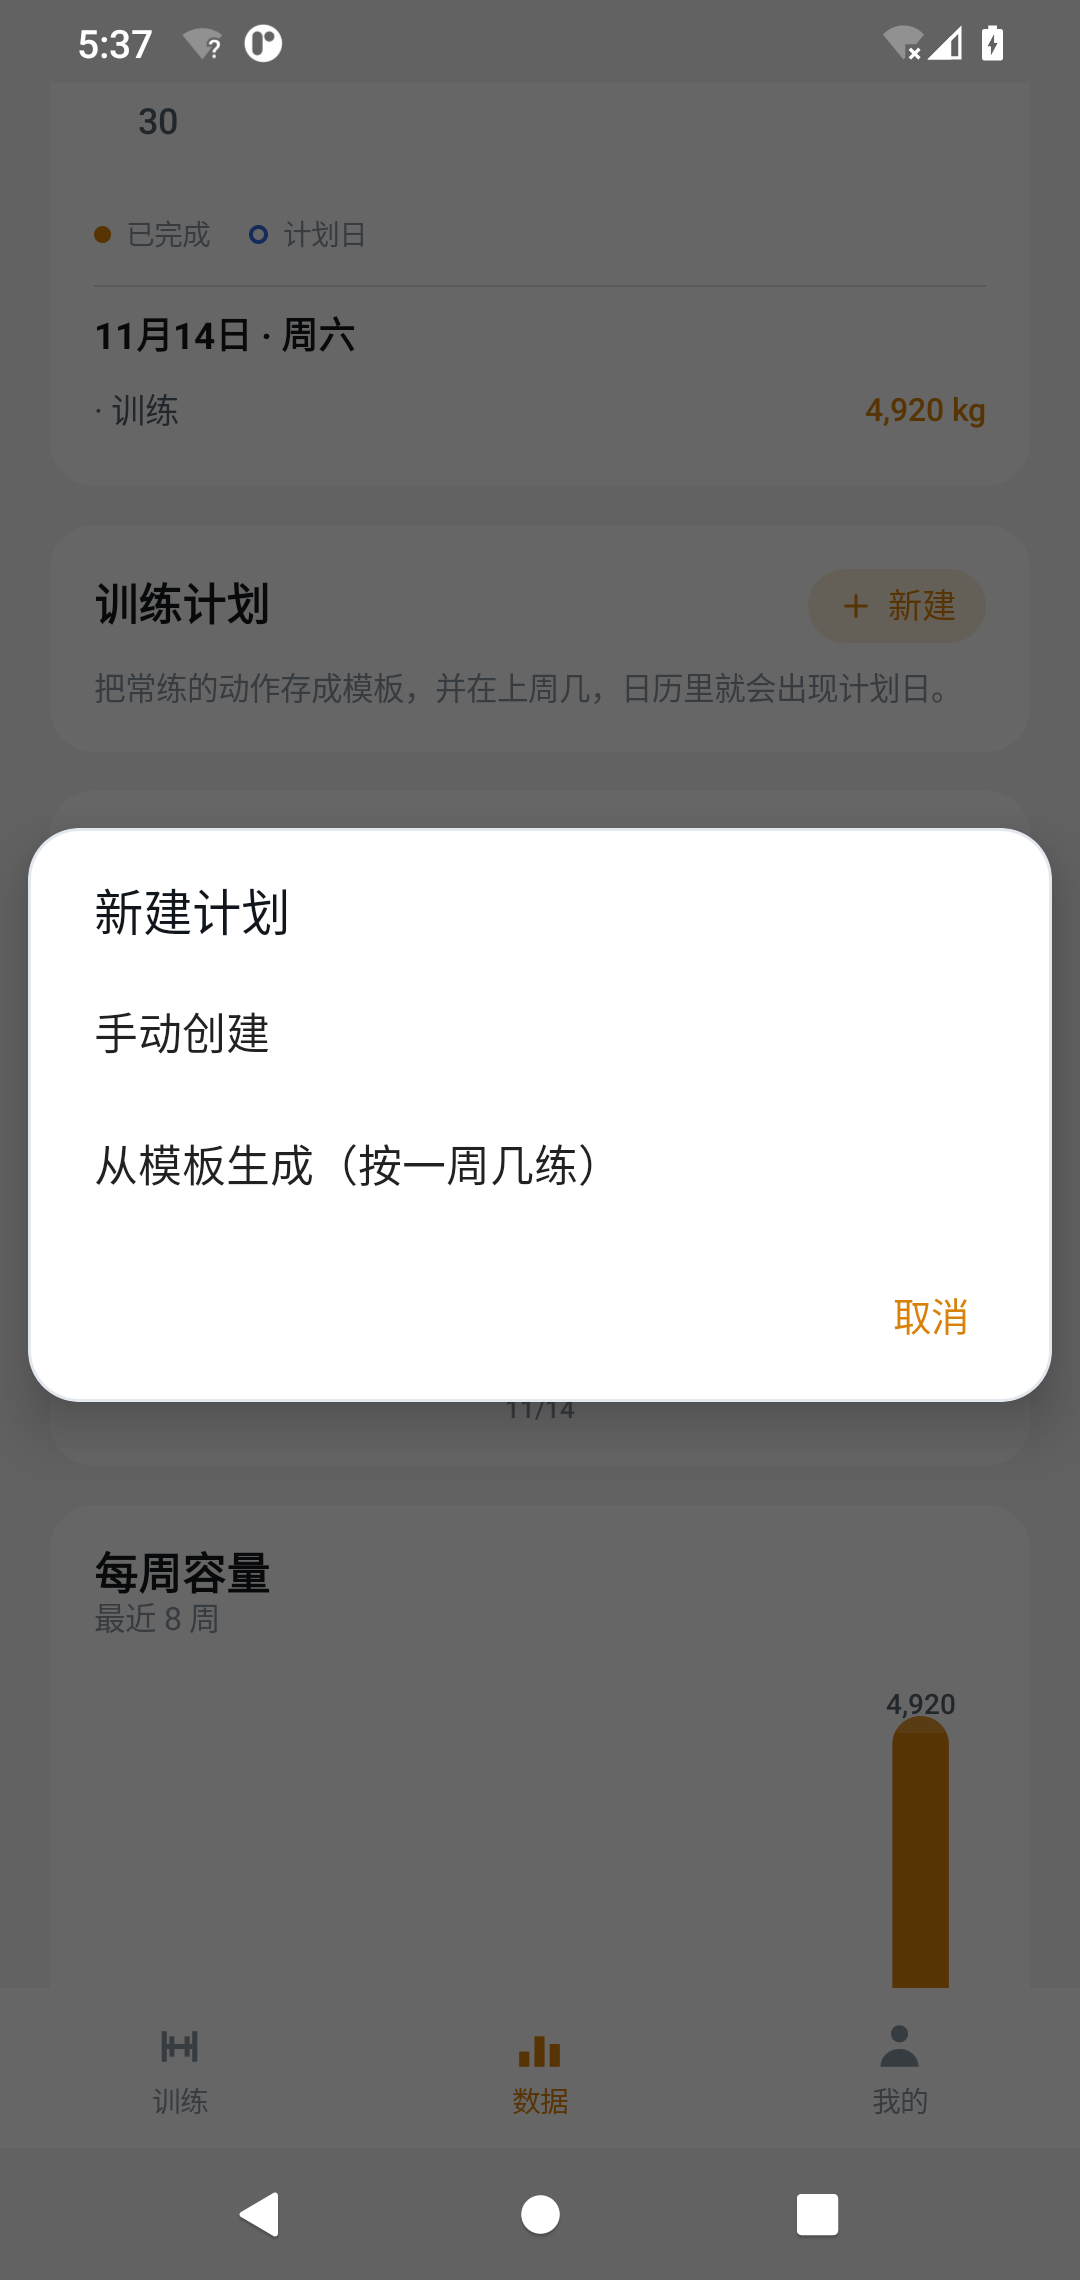 5:37
30
已完成 计划日
11月14日 · 周六
· 训练 4,920 kg
训练计划 + 新建
把常练的动作存成模板，并在上周几，日历里就会出现计划日。
新建计划
手动创建
从模板生成（按一周几练）
取消
11/14
每周容量
最近 8 周
4,920
训练 数据 我的